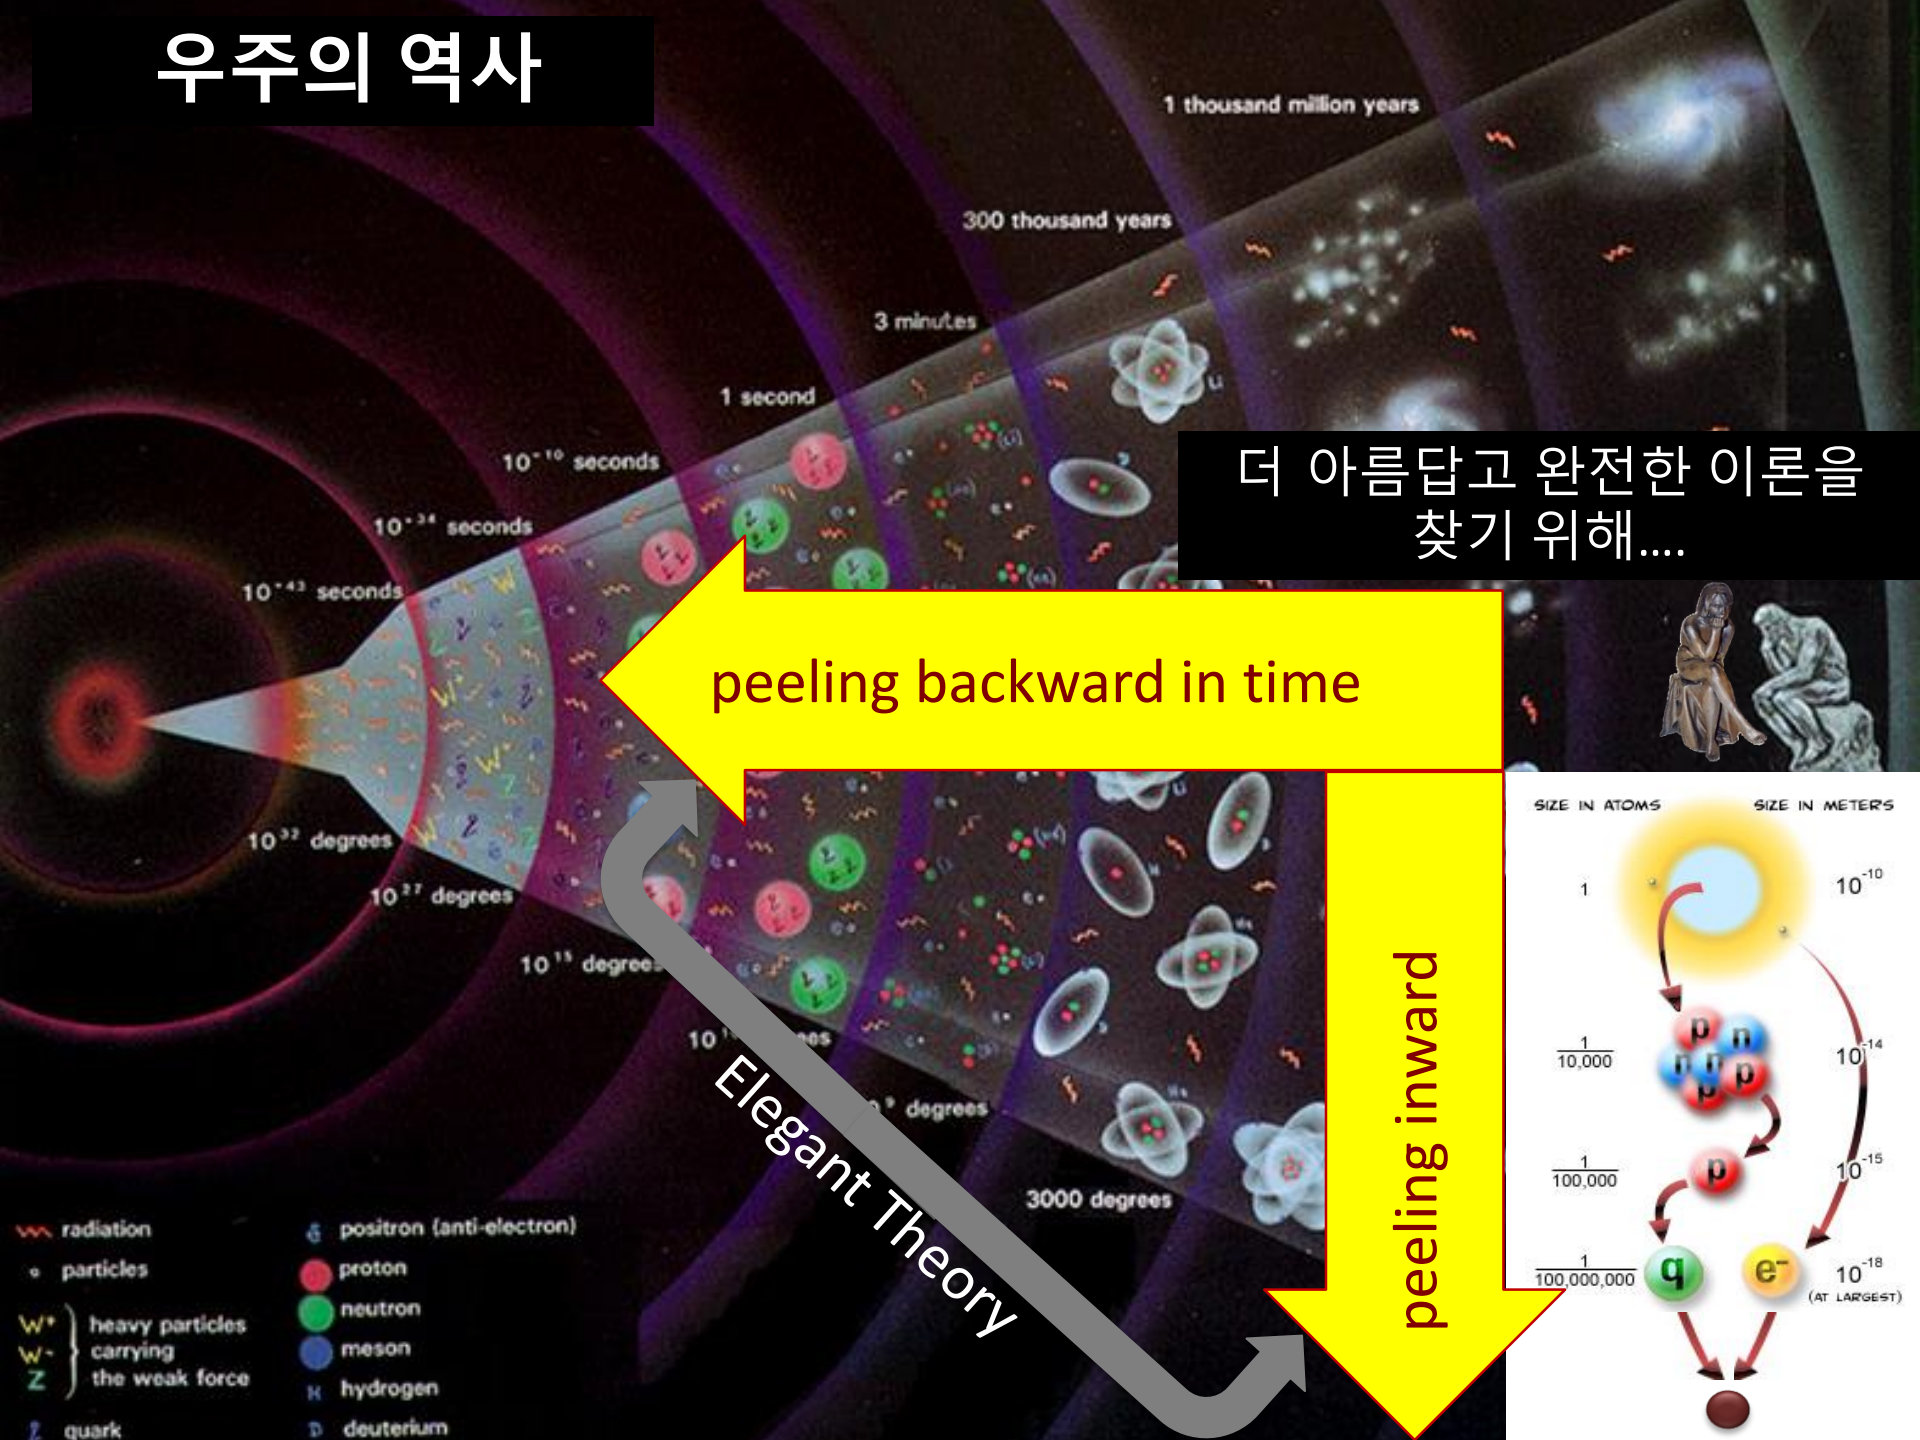 우주의 역사
1 thousand million years
300 thousand years
3 minutes
1 second
10⁻¹⁰ seconds
10⁻³⁴ seconds
10⁻⁴³ seconds
더 아름답고 완전한 이론을
찾기 위해....
peeling backward in time
10³² degrees
10²⁷ degrees
10¹⁵ degrees
10
9 degrees
3000 degrees
Elegant Theory
peeling inward
SIZE IN ATOMS
SIZE IN METERS
1
10⁻¹⁰
p
n
n
n
p
p
1
10,000
10⁻¹⁴
p
1
100,000
10⁻¹⁵
q
e⁻
1
100,000,000
10⁻¹⁸
(AT LARGEST)
radiation
particles
W⁺
W⁻
Z
heavy particles
carrying
the weak force
quark
positron (anti-electron)
proton
neutron
meson
H hydrogen
D deuterium